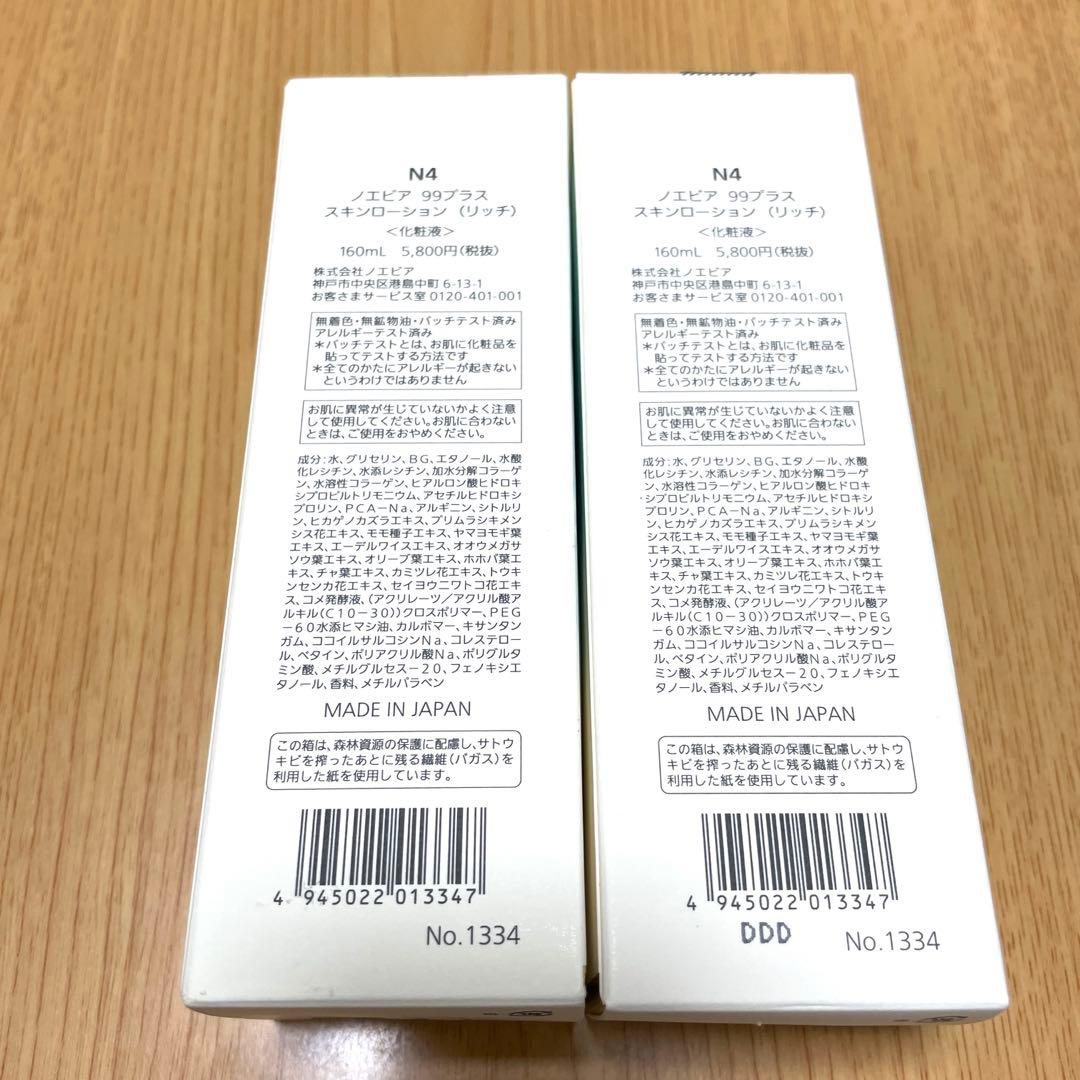 N4
ノエビア 99プラス
スキンローション (リッチ)
<化粧液>
160mL 5,800円(税抜)
株式会社ノエビア
神戸市中央区港島中町6-13-1
お客さまサービス室 0120-401-001
無着色・無鉱物油・パッチテスト済み
アレルギーテスト済み
*パッチテストとは、お肌に化粧品を
貼ってテストする方法です
*全てのかたにアレルギーが起きない
というわけではありません
お肌に異常が生じていないかよく注意
して使用してください。お肌に合わない
ときは、ご使用をおやめください。
成分:水、グリセリン、BG、エタノール、水酸
化レシチン、水添レシチン、加水分解コラーゲ
ン、水溶性コラーゲン、ヒアルロン酸ヒドロキ
シプロピルトリモニウム、アセチルヒドロキシ
プロリン、PCA-Na、アルギニン、シトルリ
ン、ヒカゲノカズラエキス、プリムラシキメン
シス花エキス、モモ種子エキス、ヤマヨモギ葉
エキス、エーデルワイスエキス、オオウメガサ
ソウ葉エキス、オリーブ葉エキス、ホホバ葉エ
キス、チャ葉エキス、カミツレ花エキス、トウキ
ンセンカ花エキス、セイヨウニワトコ花エキ
ス、コメ発酵液、(アクリレーツ/アクリル酸ア
ルキル(C10-30))クロスポリマー、PEG
-60水添ヒマシ油、カルボマー、キサンタン
ガム、ココイルサルコシンNa、コレステロー
ル、ベタイン、ポリアクリル酸Na、ポリグルタ
ミン酸、メチルグルセス-20、フェノキシエ
タノール、香料、メチルパラベン
MADE IN JAPAN
この箱は、森林資源の保護に配慮し、サトウ
キビを搾ったあとに残る繊維(バガス)を
利用した紙を使用しています。
4 945022 013347
No.1334
N4
ノエビア 99プラス
スキンローション (リッチ)
<化粧液>
160mL 5,800円(税抜)
株式会社ノエビア
神戸市中央区港島中町6-13-1
お客さまサービス室 0120-401-001
無着色・無鉱物油・パッチテスト済み
アレルギーテスト済み
*パッチテストとは、お肌に化粧品を
貼ってテストする方法です
*全てのかたにアレルギーが起きない
というわけではありません
お肌に異常が生じていないかよく注意
して使用してください。お肌に合わない
ときは、ご使用をおやめください。
成分:水、グリセリン、BG、エタノール、水酸
化レシチン、水添レシチン、加水分解コラーゲ
ン、水溶性コラーゲン、ヒアルロン酸ヒドロキ
シプロピルトリモニウム、アセチルヒドロキシ
プロリン、PCA-Na、アルギニン、シトルリ
ン、ヒカゲノカズラエキス、プリムラシキメン
シス花エキス、モモ種子エキス、ヤマヨモギ葉
エキス、エーデルワイスエキス、オオウメガサ
ソウ葉エキス、オリーブ葉エキス、ホホバ葉エ
キス、チャ葉エキス、カミツレ花エキス、トウキ
ンセンカ花エキス、セイヨウニワトコ花エキ
ス、コメ発酵液、(アクリレーツ/アクリル酸ア
ルキル(C10-30))クロスポリマー、PEG
-60水添ヒマシ油、カルボマー、キサンタン
ガム、ココイルサルコシンNa、コレステロー
ル、ベタイン、ポリアクリル酸Na、ポリグルタ
ミン酸、メチルグルセス-20、フェノキシエ
タノール、香料、メチルパラベン
MADE IN JAPAN
この箱は、森林資源の保護に配慮し、サトウ
キビを搾ったあとに残る繊維(バガス)を
利用した紙を使用しています。
4 945022 013347
DDD No.1334